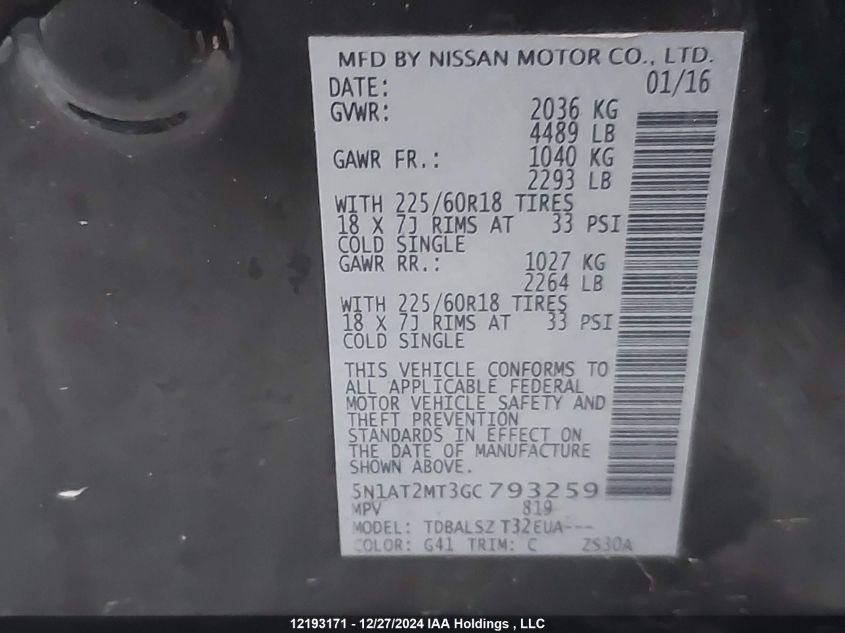 MFD BY NISSAN MOTOR CO., LTD.
DATE: 01/16
GVWR: 2036 KG
4489 LB
GAWR FR.: 1040 KG
2293 LB
WITH 225/60R18 TIRES
18 X 7J RIMS AT 33 PSI
COLD SINGLE
GAWR RR.: 1027 KG
2264 LB
WITH 225/60R18 TIRES
18 X 7J RIMS AT 33 PSI
COLD SINGLE
THIS VEHICLE CONFORMS TO
ALL APPLICABLE FEDERAL
MOTOR VEHICLE SAFETY AND
THEFT PREVENTION
STANDARDS IN EFFECT ON
THE DATE OF MANUFACTURE
SHOWN ABOVE.
5N1AT2MT3GC793259
MPV 819
MODEL: TDBALSZ T32EUA---
COLOR: G41 TRIM: C ZS30A
12193171 - 12/27/2024 IAA Holdings , LLC